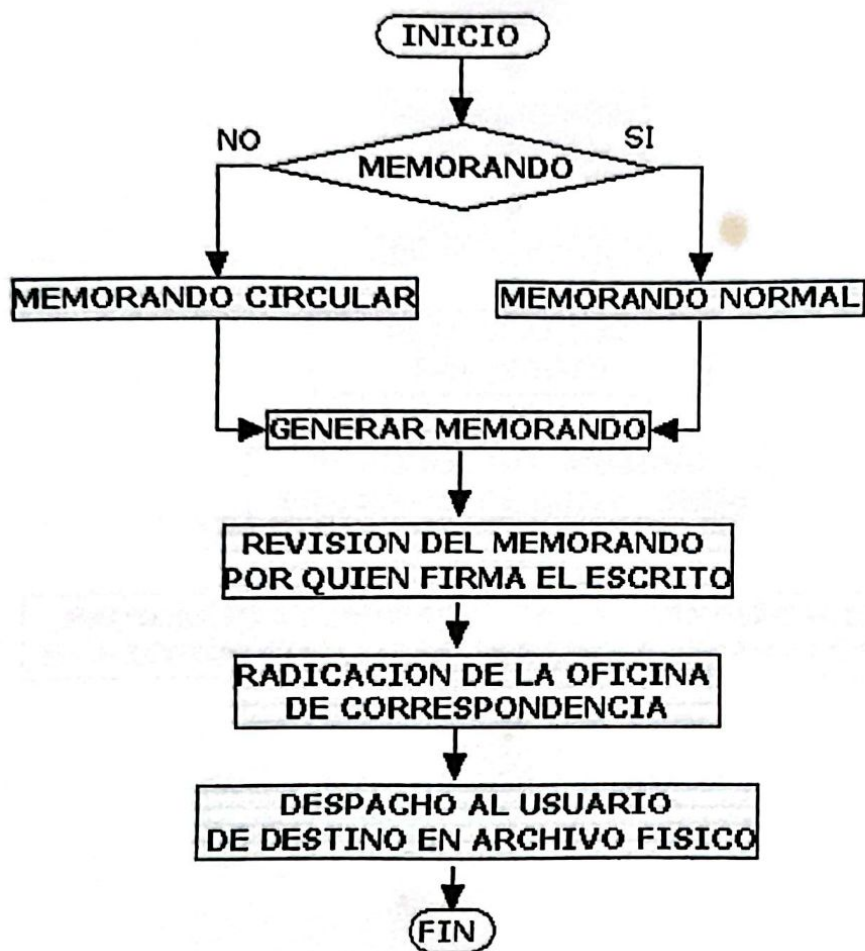 INICIO
NO
SI
MEMORANDO
MEMORANDO CIRCULAR
MEMORANDO NORMAL
GENERAR MEMORANDO
REVISION DEL MEMORANDO
POR QUIEN FIRMA EL ESCRITO
RADICACION DE LA OFICINA
DE CORRESPONDENCIA
DESPACHO AL USUARIO
DE DESTINO EN ARCHIVO FISICO
FIN